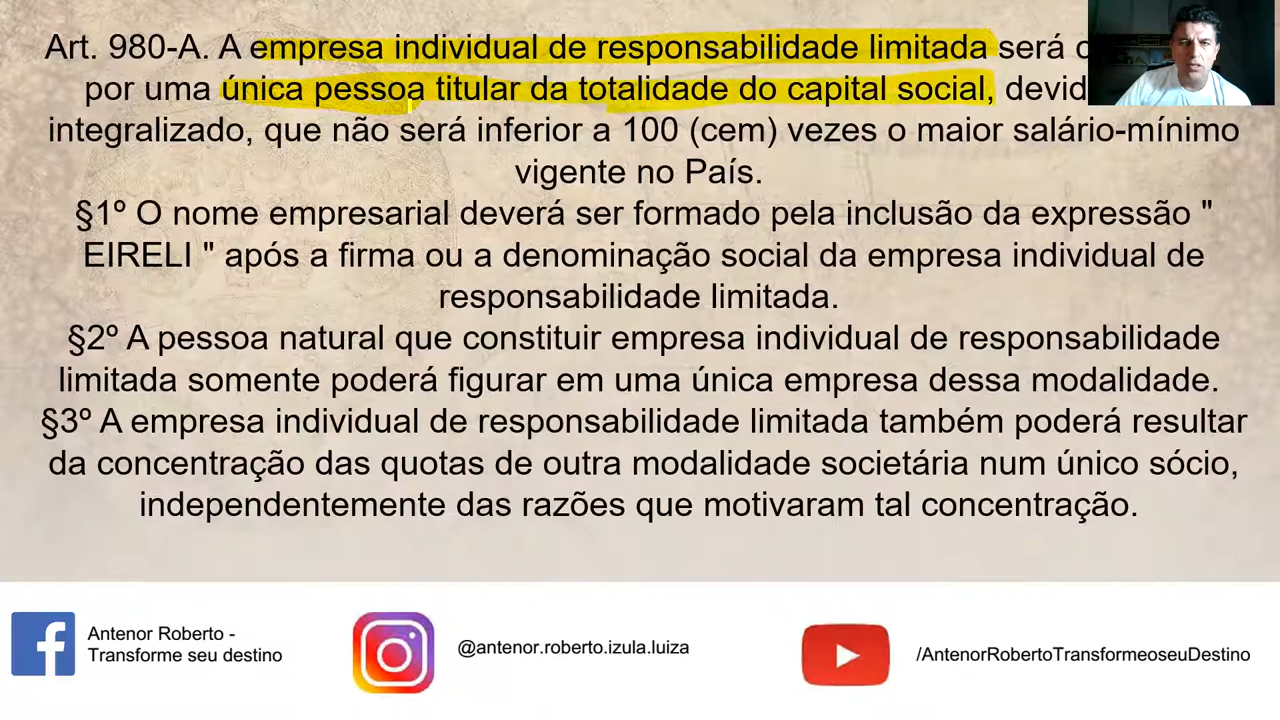 Art. 980-A. A empresa individual de responsabilidade limitada será
por uma única pessoa titular da totalidade do capital social,
integralizado, que não será inferior a 100 (cem) vezes o maior salário-mínimo
vigente no País.
§1º O nome empresarial deverá ser formado pela inclusão da expressão "
EIRELI " após a firma ou a denominação social da empresa individual de
responsabilidade limitada.
§2º A pessoa natural que constituir empresa individual de responsabilidade
limitada somente poderá figurar em uma única empresa dessa modalidade.
§3º A empresa individual de responsabilidade limitada também poderá resultar
da concentração das quotas de outra modalidade societária num único sócio,
independentemente das razões que motivaram tal concentração.
Antenor Roberto -
Transforme seu destino
@antenor.roberto.izula.luiza
/AntenorRobertoTransformeoseuDestino